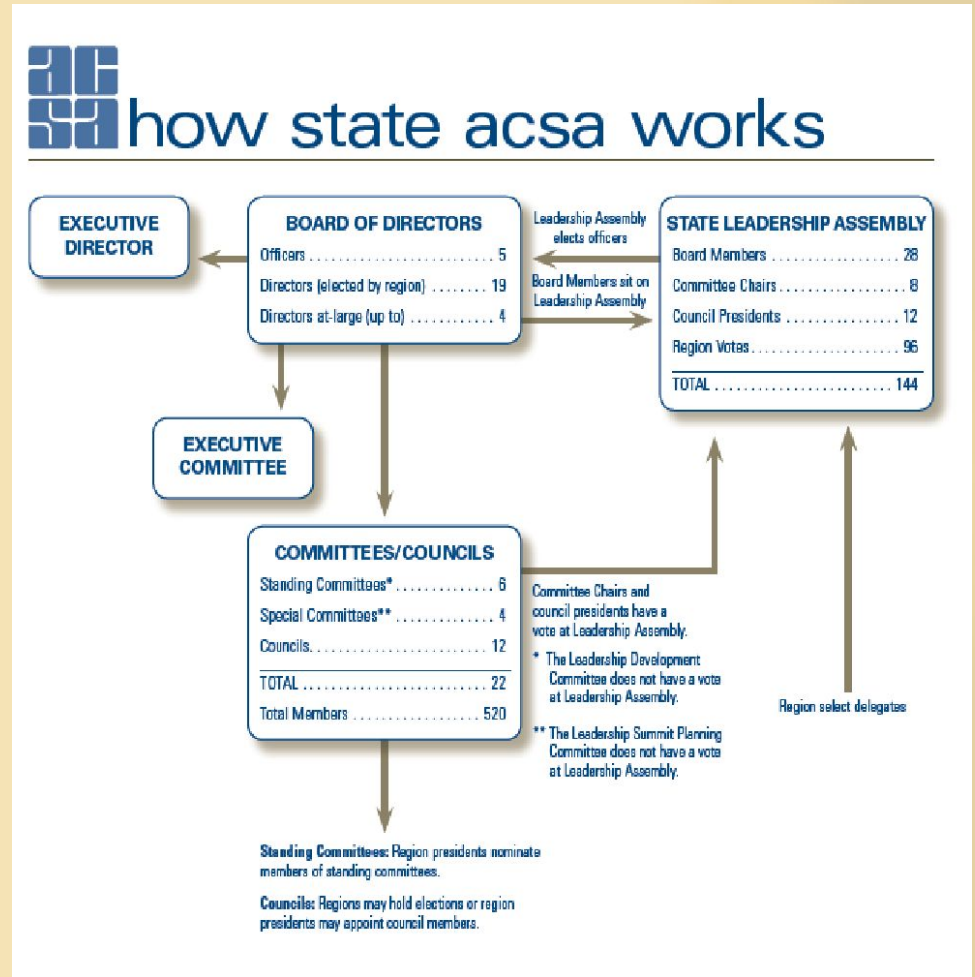 ac
sa
how state acsa works
EXECUTIVE
DIRECTOR
BOARD OF DIRECTORS
Officers . . . . . . . . . . . . . . . . . . . . . . 5
Directors (elected by region) . . . . . . . . 19
Directors at-large (up to) . . . . . . . . . . . . 4
Leadership Assembly
elects officers
Board Members sit on
Leadership Assembly
STATE LEADERSHIP ASSEMBLY
Board Members . . . . . . . . . . . . . . . . . . 28
Committee Chairs . . . . . . . . . . . . . . . . . . 8
Council Presidents . . . . . . . . . . . . . . . . 12
Region Votes . . . . . . . . . . . . . . . . . . . . 96
TOTAL . . . . . . . . . . . . . . . . . . . . . . . . 144
EXECUTIVE
COMMITTEE
COMMITTEES/COUNCILS
Standing Committees* . . . . . . . . . . . . . . 6
Special Committees** . . . . . . . . . . . . . . 4
Councils. . . . . . . . . . . . . . . . . . . . . . . . 12
TOTAL . . . . . . . . . . . . . . . . . . . . . . . . . 22
Total Members . . . . . . . . . . . . . . . . . 520
Committee Chairs and
council presidents have a
vote at Leadership Assembly.
* The Leadership Development
Committee does not have a vote
at Leadership Assembly.
** The Leadership Summit Planning
Committee does not have a vote
at Leadership Assembly.
Region select delegates
Standing Committees: Region presidents nominate
members of standing committees.
Councils: Regions may hold elections or region
presidents may appoint council members.